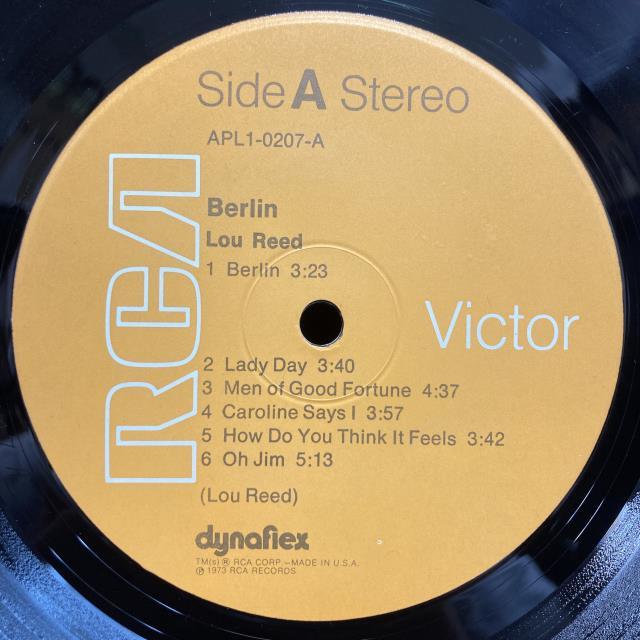 Side A Stereo
APL1-0207-A
RCA
Berlin
Lou Reed
1 Berlin 3:23
Victor
2 Lady Day 3:40
3 Men of Good Fortune 4:37
4 Caroline Says I 3:57
5 How Do You Think It Feels 3:42
6 Oh Jim 5:13
(Lou Reed)
dynaflex
TM(s) ® RCA CORP.—MADE IN U.S.A.
℗ 1973 RCA RECORDS